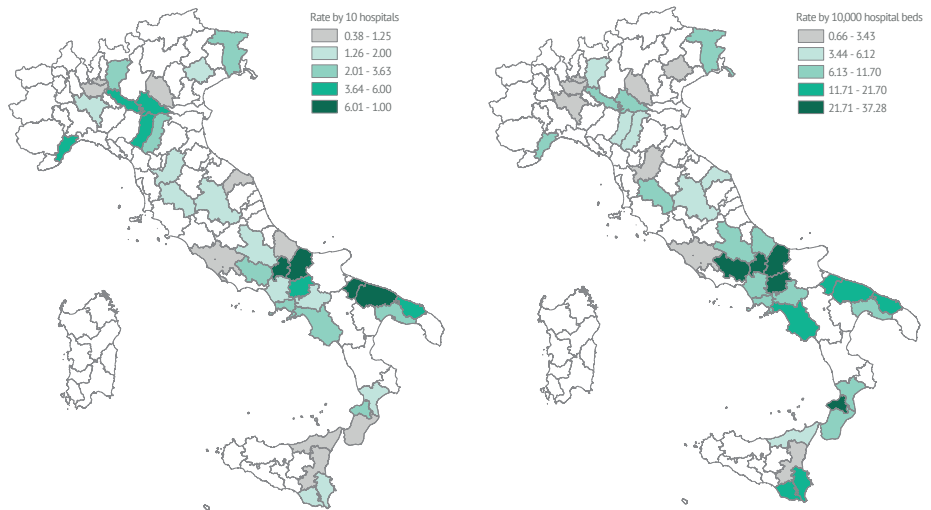 Rate by 10 hospitals
0.38 - 1.25
1.26 - 2.00
2.01 - 3.63
3.64 - 6.00
6.01 - 1.00
Rate by 10,000 hospital beds
0.66 - 3.43
3.44 - 6.12
6.13 - 11.70
11.71 - 21.70
21.71 - 37.28